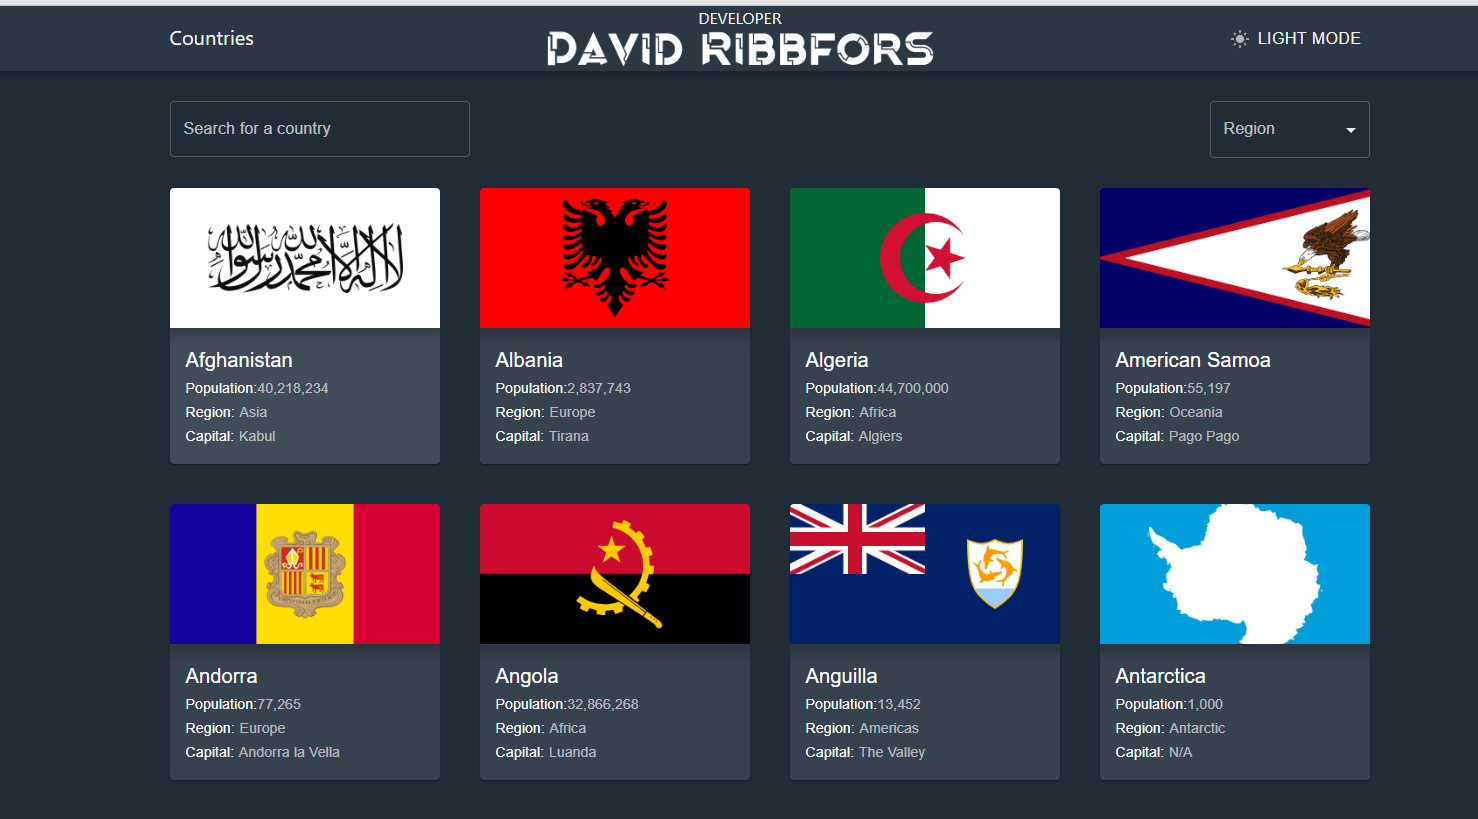 Countries
DEVELOPER
DAVID RIBBFORS
LIGHT MODE
Search for a country
Region
لا إله إلا الله محمد رسول الله
Afghanistan
Population:40,218,234
Region: Asia
Capital: Kabul
Albania
Population:2,837,743
Region: Europe
Capital: Tirana
Algeria
Population:44,700,000
Region: Africa
Capital: Algiers
American Samoa
Population:55,197
Region: Oceania
Capital: Pago Pago
Andorra
Population:77,265
Region: Europe
Capital: Andorra la Vella
Angola
Population:32,866,268
Region: Africa
Capital: Luanda
Anguilla
Population:13,452
Region: Americas
Capital: The Valley
Antarctica
Population:1,000
Region: Antarctic
Capital: N/A